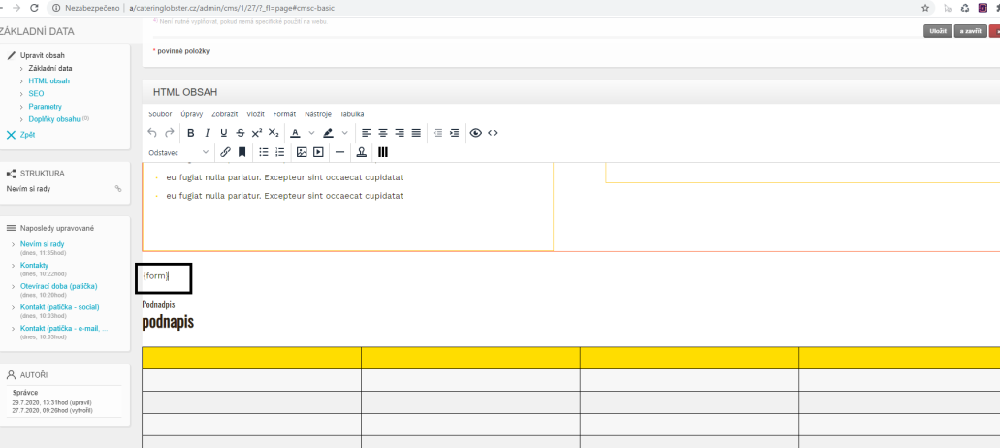 Nezabezpečeno | a/cateringlobster.cz/admin/cms/1/27/?_fl=page#cmsc-basic
ZÁKLADNÍ DATA
Upravit obsah
Základní data
HTML obsah
SEO
Parametry
Doplňky obsahu (0)
Zpět
STRUKTURA
Nevím si rady
Naposledy upravované
Nevím si rady
(dnes, 11:35hod)
Kontakty
(dnes, 10:22hod)
Otevírací doba (patička)
(dnes, 10:20hod)
Kontakt (patička - social)
(dnes, 10:03hod)
Kontakt (patička - e-mail, ...
(dnes, 10:03hod)
AUTOŘI
Správce
29.7.2020, 13:31hod (upravil)
27.7.2020, 09:26hod (vytvořil)
*) Není nutné vyplňovat, pokud nemá specifické použití na webu.
Uložit
a zavřít
* povinné položky
HTML OBSAH
Soubor Úpravy Zobrazit Vložit Formát Nástroje Tabulka
B I U S X² X₂ A
Odstavec
eu fugiat nulla pariatur. Excepteur sint occaecat cupidatat
eu fugiat nulla pariatur. Excepteur sint occaecat cupidatat
{form}
Podnadpis
podnapis